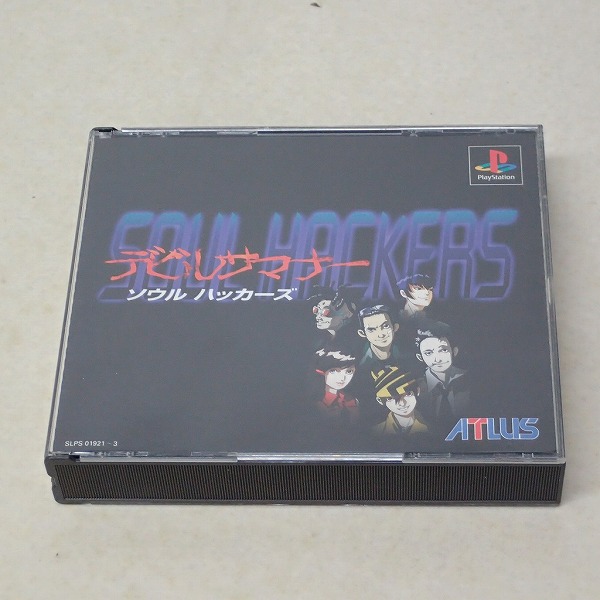 PlayStation
SOUL HACKERS
デビルサマナー
ソウル ハッカーズ
ATLUS
SLPS 01921-3